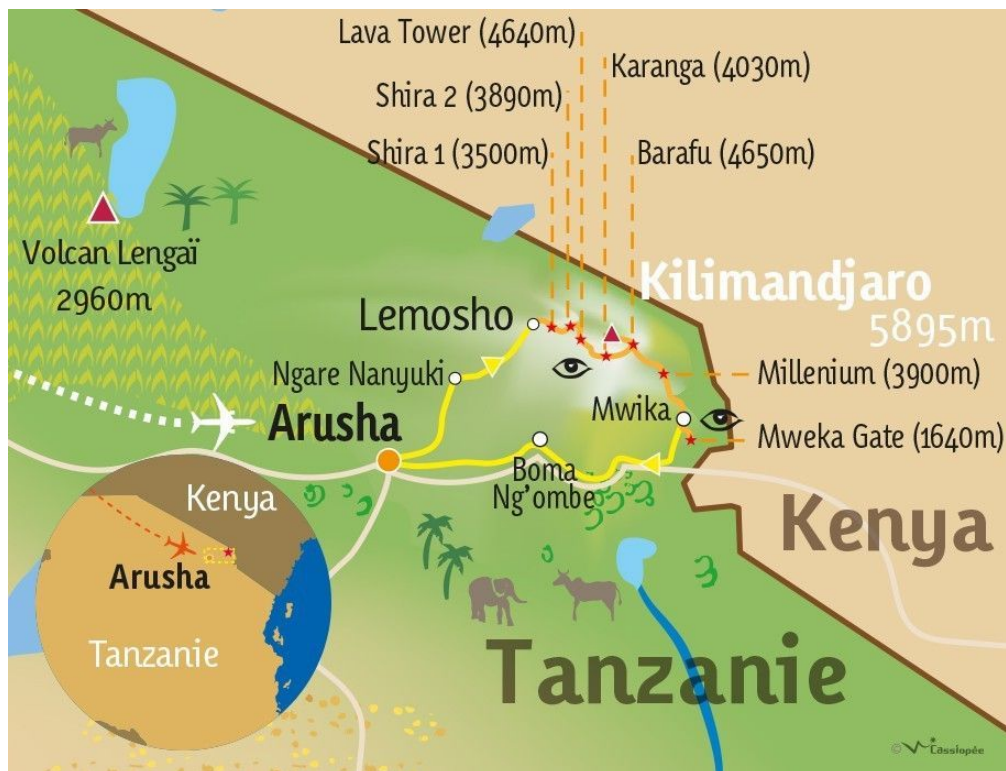 Lava Tower (4640m)
Karanga (4030m)
Shira 2 (3890m)
Shira 1 (3500m)
Barafu (4650m)
Volcan Lengaï
2960m
Kilimandjaro
5895m
Lemosho
Ngare Nanyuki
Millenium (3900m)
Arusha
Mwika
Mweka Gate (1640m)
Boma
Ng'ombe
Kenya
Kenya
Arusha
Tanzanie
Tanzanie
© Cassiopée